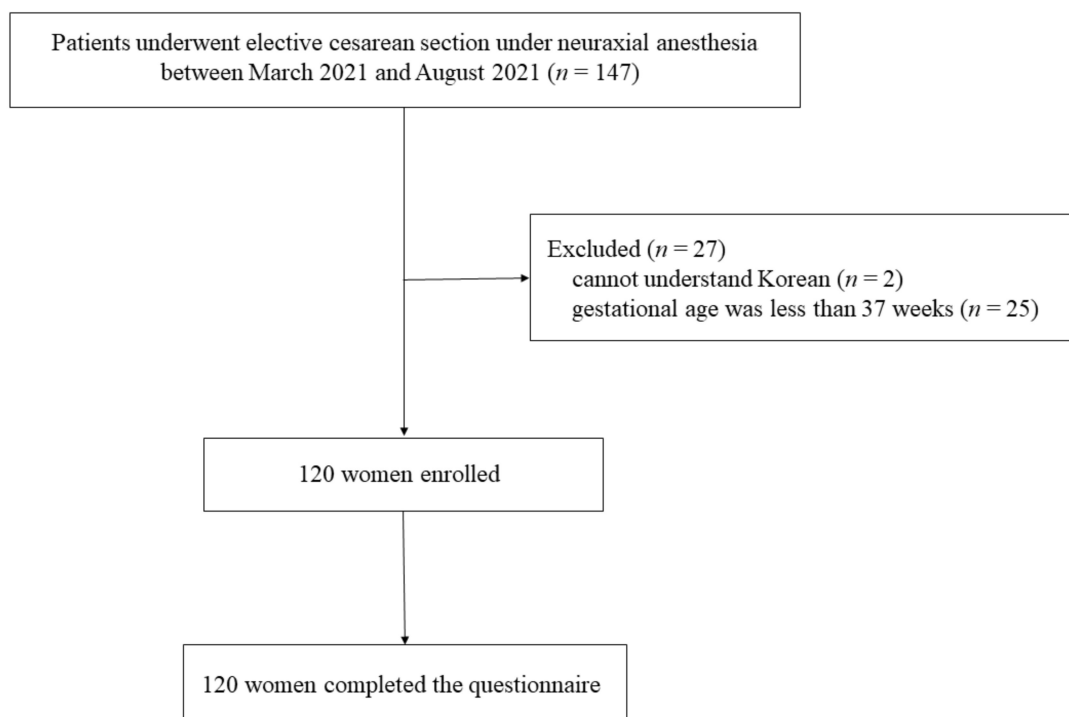 Patients underwent elective cesarean section under neuraxial anesthesia
between March 2021 and August 2021 (n = 147)
Excluded (n = 27)
cannot understand Korean (n = 2)
gestational age was less than 37 weeks (n = 25)
120 women enrolled
120 women completed the questionnaire